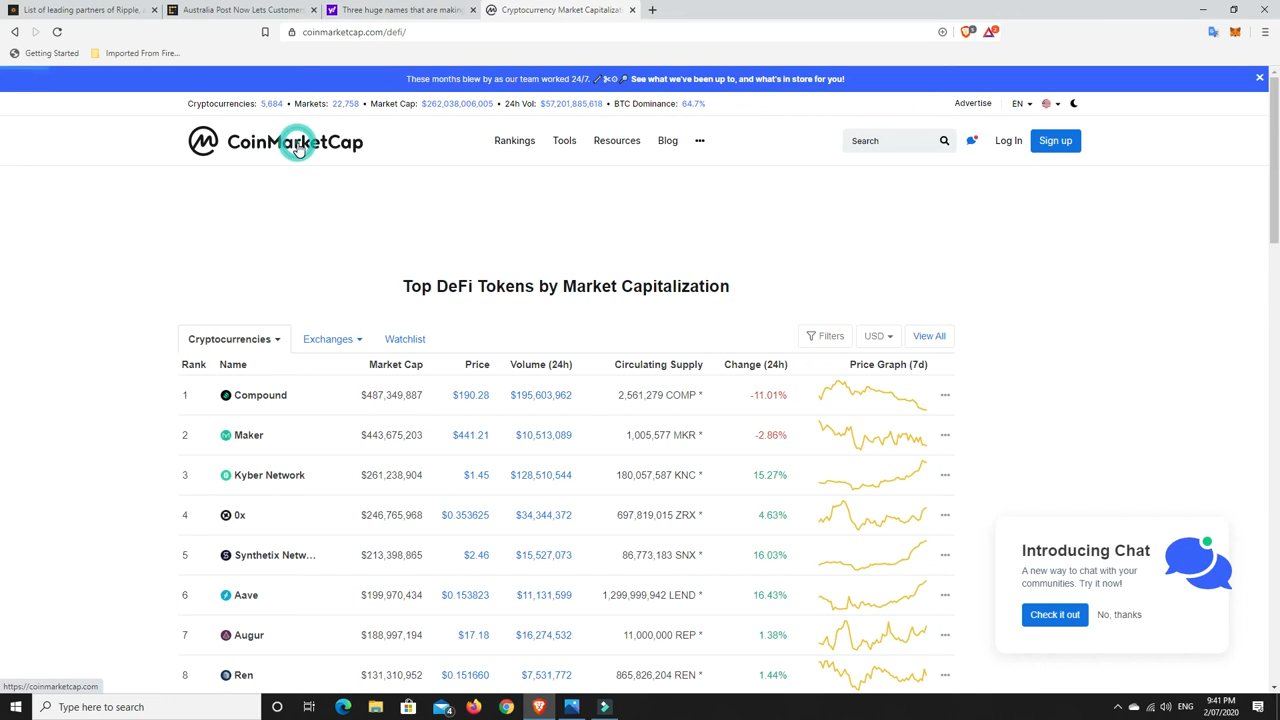 List of leading partners of Ripple, a
Australia Post Now Lets Customers
Three huge names that are making
Cryptocurrency Market Capitalizatio
coinmarketcap.com/defi/
Getting Started
Imported From Fire...
These months blew by as our team worked 24/7. See what we've been up to, and what's in store for you!
Cryptocurrencies: 5,684 • Markets: 22,758 • Market Cap: $262,038,006,005 • 24h Vol: $57,201,885,618 • BTC Dominance: 64.7%
Advertise EN
CoinMarketCap
Rankings Tools Resources Blog
Search
Log In Sign up
Top DeFi Tokens by Market Capitalization
Cryptocurrencies Exchanges Watchlist Filters USD View All
Rank Name Market Cap Price Volume (24h) Circulating Supply Change (24h) Price Graph (7d)
1 Compound $487,349,887 $190.28 $195,603,962 2,561,279 COMP * -11.01%
2 Maker $443,675,203 $441.21 $10,513,089 1,005,577 MKR * -2.86%
3 Kyber Network $261,238,904 $1.45 $128,510,544 180,057,587 KNC * 15.27%
4 0x $246,765,968 $0.353625 $34,344,372 697,819,015 ZRX * 4.63%
5 Synthetix Netw... $213,398,865 $2.46 $15,527,073 86,773,183 SNX * 16.03%
6 Aave $199,970,434 $0.153823 $11,131,599 1,299,999,942 LEND * 16.43%
7 Augur $188,997,194 $17.18 $16,274,532 11,000,000 REP * 1.38%
8 Ren $131,310,952 $0.151660 $7,531,772 865,826,204 REN * 1.44%
Introducing Chat
A new way to chat with your
communities. Try it now!
Check it out No, thanks
https://coinmarketcap.com
Type here to search
4
ENG
9:41 PM
2/07/2020